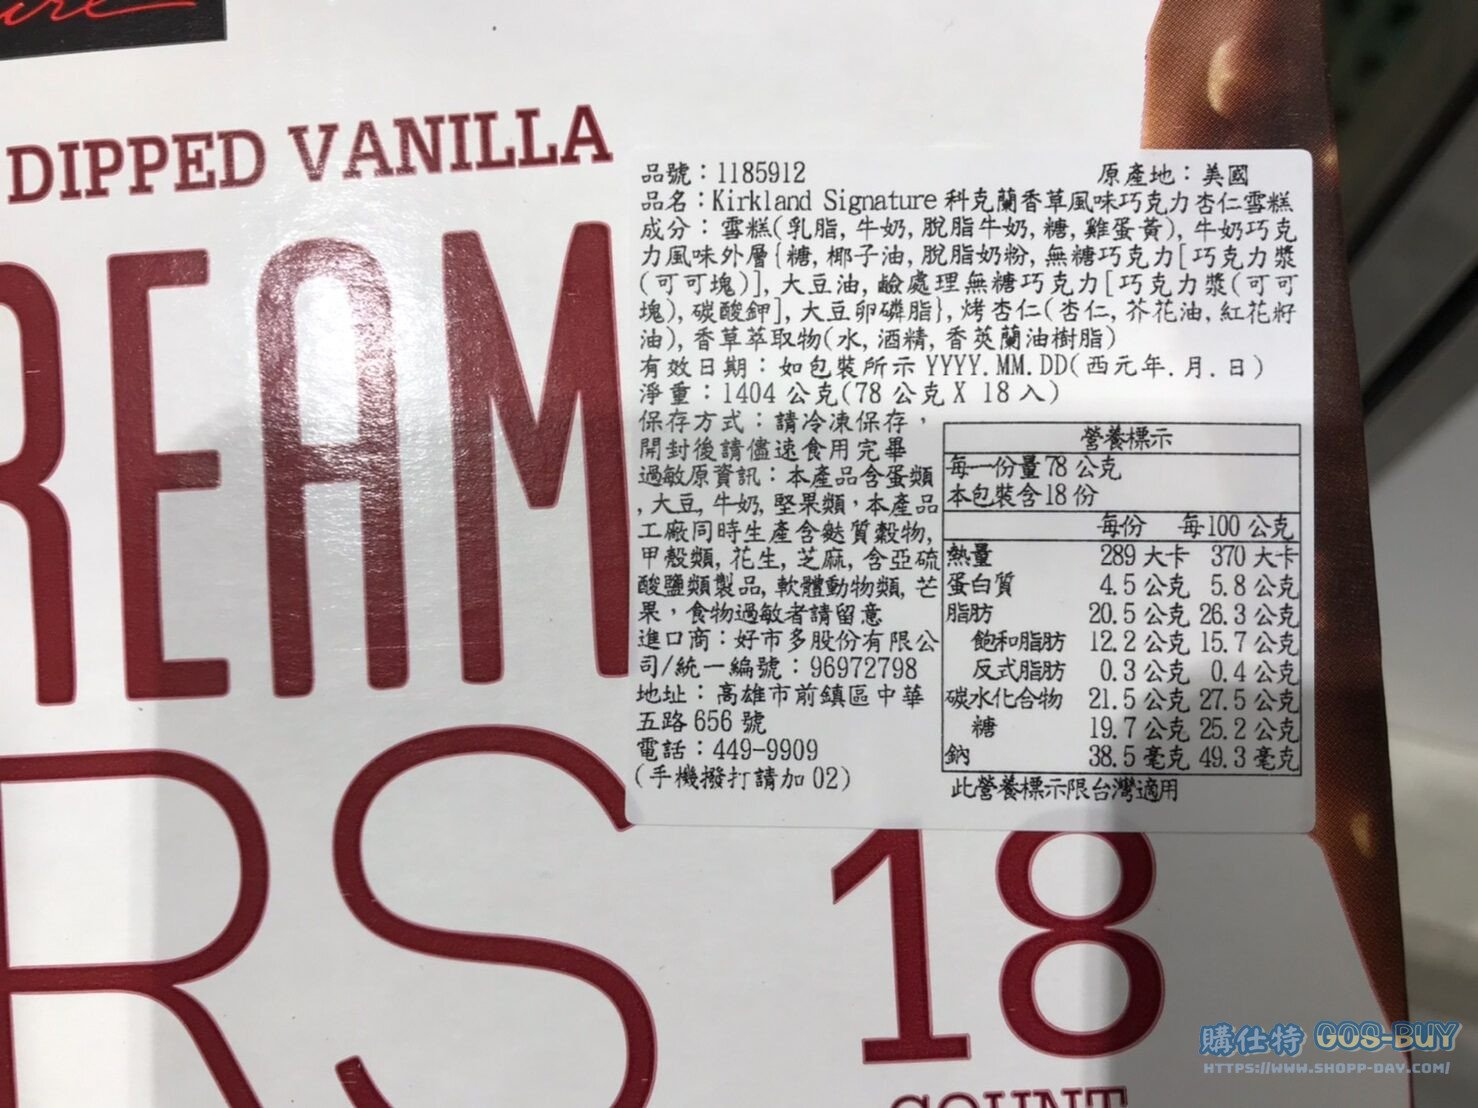 DIPPED VANILLA
品號：1185912 原產地：美國
品名：Kirkland Signature 科克蘭香草風味巧克力杏仁雪糕
成分：雪糕(乳脂, 牛奶, 脫脂牛奶, 糖, 雞蛋黃), 牛奶巧克
力風味外層{糖, 椰子油, 脫脂奶粉, 無糖巧克力[巧克力漿
(可可塊)], 大豆油, 鹼處理無糖巧克力[巧克力漿(可可
塊), 碳酸鉀], 大豆卵磷脂}, 烤杏仁(杏仁, 芥花油, 紅花籽
油), 香草萃取物(水, 酒精, 香莢蘭油樹脂)
有效日期：如包裝所示 YYYY.MM.DD(西元年.月.日)
淨重：1404 公克(78 公克 X 18 入)
保存方式：請冷凍保存，
開封後請儘速食用完畢
過敏原資訊：本產品含蛋類
, 大豆, 牛奶, 堅果類，本產品
工廠同時生產含麩質穀物,
甲殼類, 花生, 芝麻, 含亞硫
酸鹽類製品, 軟體動物類, 芒
果，食物過敏者請留意
進口商：好市多股份有限公
司/統一編號：96972798
地址：高雄市前鎮區中華
五路 656 號
電話：449-9909
(手機撥打請加 02)
營養標示
每一份量 78 公克
本包裝含 18 份
每份 每 100 公克
熱量 289 大卡 370 大卡
蛋白質 4.5 公克 5.8 公克
脂肪 20.5 公克 26.3 公克
飽和脂肪 12.2 公克 15.7 公克
反式脂肪 0.3 公克 0.4 公克
碳水化合物 21.5 公克 27.5 公克
糖 19.7 公克 25.2 公克
鈉 38.5 毫克 49.3 毫克
此營養標示限台灣適用
REAM
RS
18
COUNT
購仕特 GOS-BUY
HTTPS://WWW.SHOPP-DAY.COM/